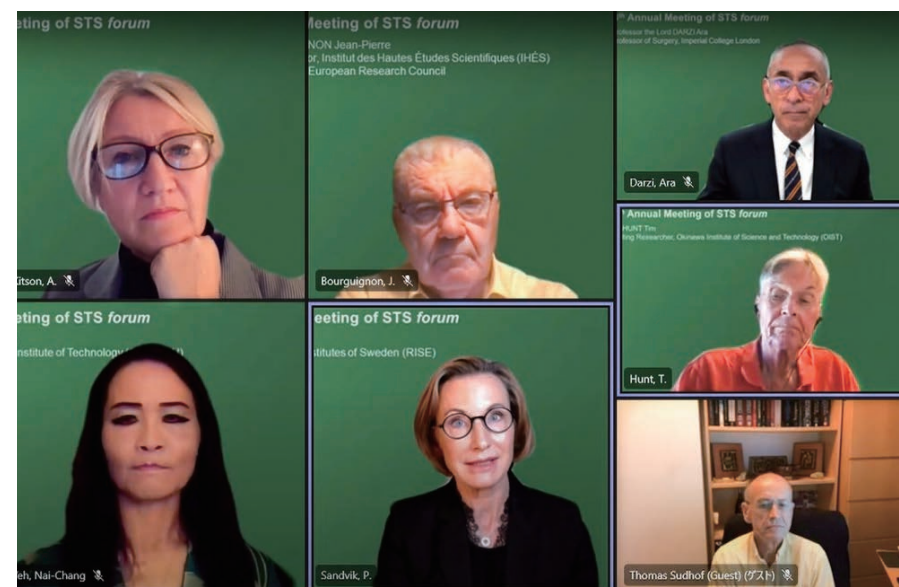 eting of STS forum
itson, A.
Meeting of STS forum
NON Jean-Pierre
or, Institut des Hautes Études Scientifiques (IHÉS)
European Research Council
Bourguignon, J.
Annual Meeting of STS forum
ofessor the Lord DARZI Ara
ofessor of Surgery, Imperial College London
Darzi, Ara
Annual Meeting of STS forum
HUNT Tim
ting Researcher, Okinawa Institute of Science and Technology (OIST)
Hunt, T.
eting of STS forum
nstitute of Technology
eh, Nai-Chang
eeting of STS forum
stitutes of Sweden (RISE)
Sandvik, P.
Thomas Sudhof (Guest) (ゲスト)